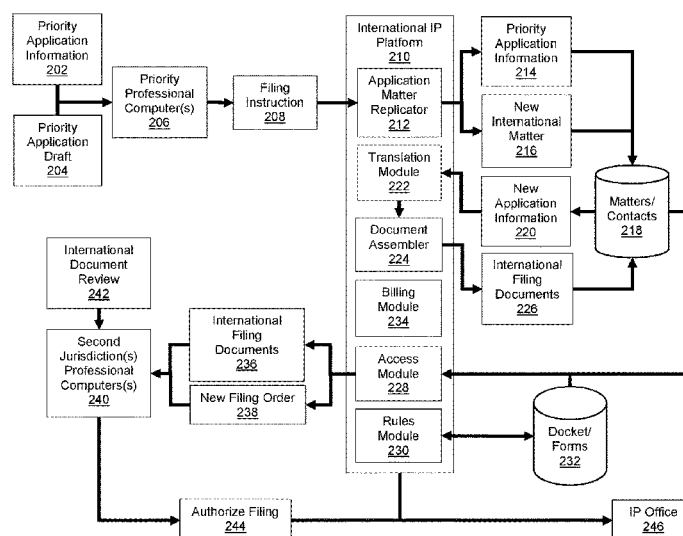 Priority
Application
Information
202
Priority
Application
Draft
204
Priority
Professional
Computer(s)
206
Filing
Instruction
208
International IP
Platform
210
Application
Matter
Replicator
212
Priority
Application
Information
214
New
International
Matter
216
Translation
Module
222
New
Application
Information
220
Matters/
Contacts
218
Document
Assembler
224
International
Filing
Documents
226
Billing
Module
234
International
Document
Review
242
Second
Jurisdiction(s)
Professional
Computers(s)
240
International
Filing
Documents
236
New Filing Order
238
Access
Module
228
Rules
Module
230
Docket/
Forms
232
Authorize Filing
244
IP Office
246